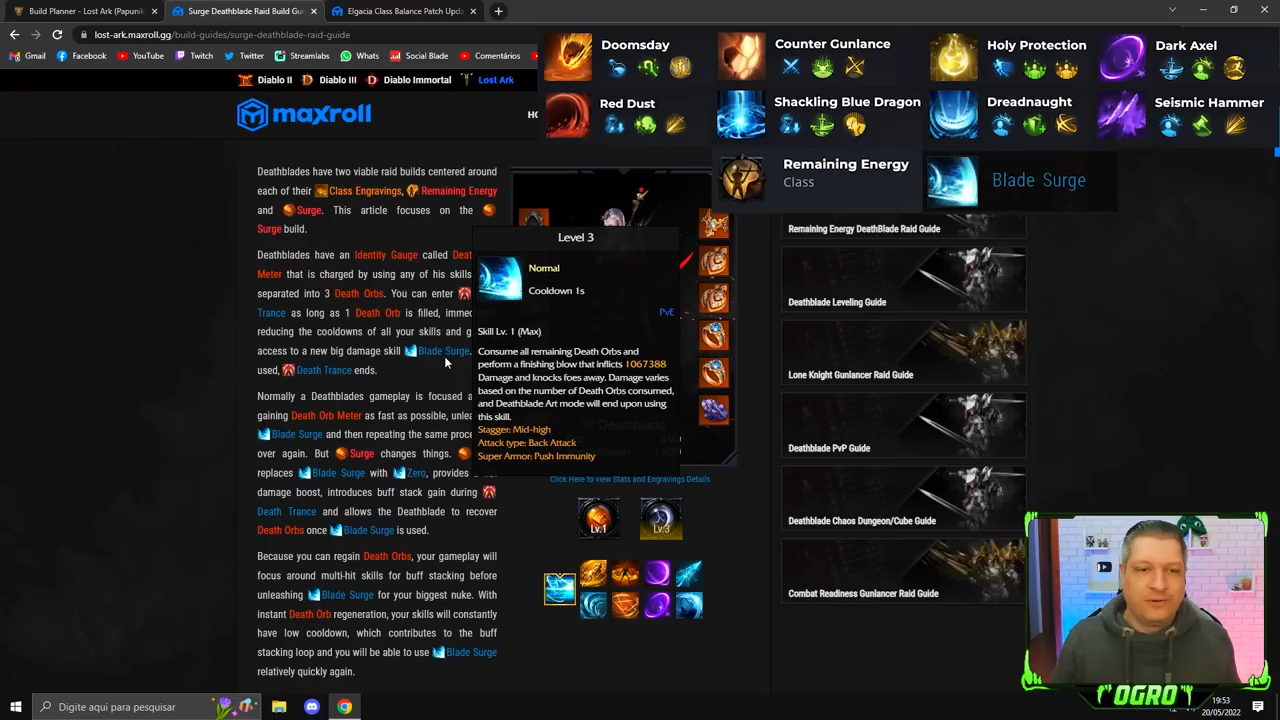 Build Planner - Lost Ark (Papunik
Surge Deathblade Raid Build Guid
Elgacia Class Balance Patch Upda
lost-ark.maxroll.gg/build-guides/surge-deathblade-raid-guide
Gmail
Facebook
YouTube
Twitch
Twitter
Streamlabs
Whats
Social Blade
Comentários
Doomsday
Counter Gunlance
Holy Protection
Dark Axel
Red Dust
Shackling Blue Dragon
Dreadnaught
Seismic Hammer
Remaining Energy
Class
Blade Surge
Diablo II
Diablo III
Diablo Immortal
Lost Ark
maxroll
Deathblades have two viable raid builds centered around
each of their Class Engravings, Remaining Energy
and Surge. This article focuses on the
Surge build.
Deathblades have an Identity Gauge called Deat
Meter that is charged by using any of his skills
separated into 3 Death Orbs. You can enter
Trance as long as 1 Death Orb is filled, immed
reducing the cooldowns of all your skills and g
access to a new big damage skill Blade Surge.
used, Death Trance ends.
Normally a Deathblades gameplay is focused a
gaining Death Orb Meter as fast as possible, unlea
Blade Surge and then repeating the same proce
over again. But Surge changes things.
replaces Blade Surge with Zero, provides
damage boost, introduces buff stack gain during
Death Trance and allows the Deathblade to recover
Death Orbs once Blade Surge is used.
Because you can regain Death Orbs, your gameplay will
focus around multi-hit skills for buff stacking before
unleashing Blade Surge for your biggest nuke. With
instant Death Orb regeneration, your skills will constantly
have low cooldown, which contributes to the buff
stacking loop and you will be able to use Blade Surge
relatively quickly again.
Level 3
Normal
Cooldown 1s
PvE
Skill Lv. 1 (Max)
Consume all remaining Death Orbs and
perform a finishing blow that inflicts 1067388
Damage and knocks foes away. Damage varies
based on the number of Death Orbs consumed,
and Deathblade Art mode will end upon using
this skill.
Stagger: Mid-high
Attack type: Back Attack
Super Armor: Push Immunity
Click Here to view Stats and Engravings Details
Lv.1
Lv.3
Remaining Energy DeathBlade Raid Guide
Deathblade Leveling Guide
Lone Knight Gunlancer Raid Guide
Deathblade PvP Guide
Deathblade Chaos Dungeon/Cube Guide
Combat Readiness Gunlancer Raid Guide
OGRO
Digite aqui para pesquisar
19:53
20/05/2022